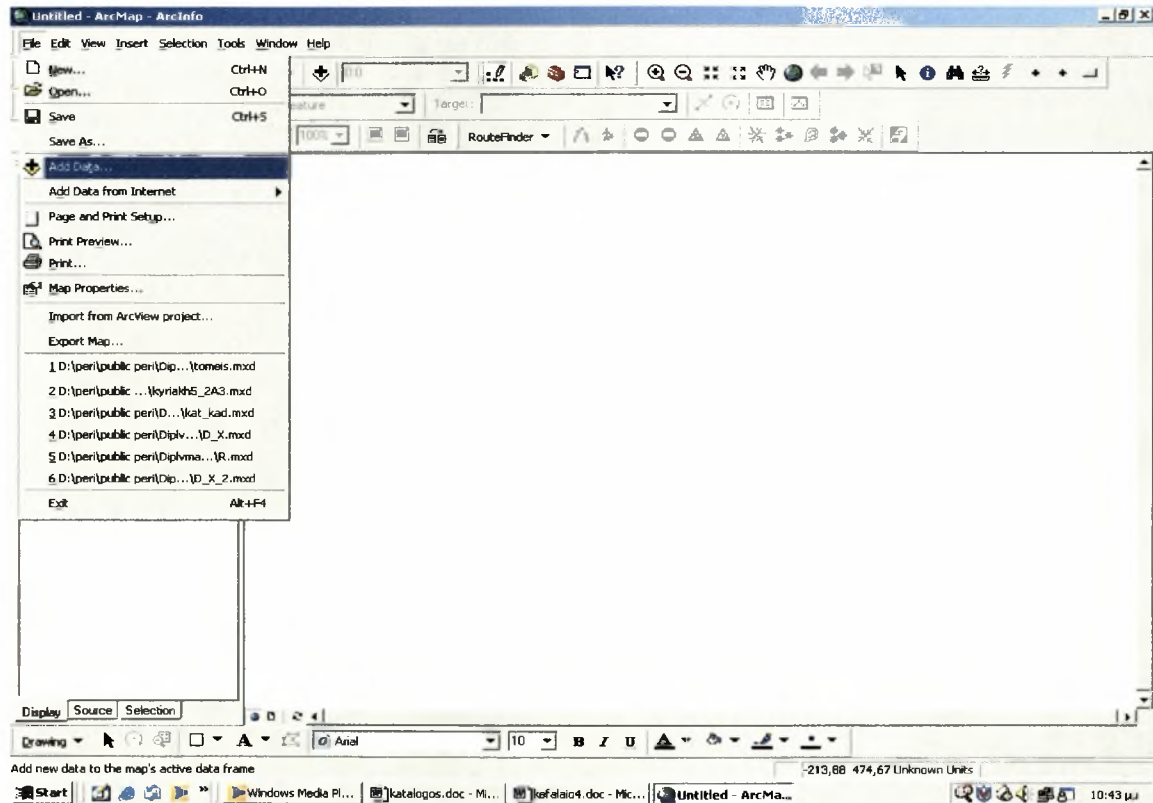 Untitled - ArcMap - ArcInfo
File Edit View Insert Selection Tools Window Help
New... Ctrl+N
Open... Ctrl+O
Save Ctrl+S
Save As...
Add Data...
Add Data from Internet
Page and Print Setup...
Print Preview...
Print...
Map Properties...
Import from ArcView project...
Export Map...
1 D:\peri\public peri\Dip...\tomeis.mxd
2 D:\peri\public ...\kyriakh5_2A3.mxd
3 D:\peri\public peri\D...\kat_kad.mxd
4 D:\peri\public peri\Diplv...\D_X.mxd
5 D:\peri\public peri\Diplvma...\R.mxd
6 D:\peri\public peri\Dip...\D_X_2.mxd
Exit Alt+F4
eature Target:
100% RouteFinder
Display Source Selection
Drawing A Arial 10 B I U A
Add new data to the map's active data frame -213,88 474,67 Unknown Units
Start Windows Media Pl... katalogos.doc - Mi... kefalaio4.doc - Mic... Untitled - ArcMa... 10:43 μμ